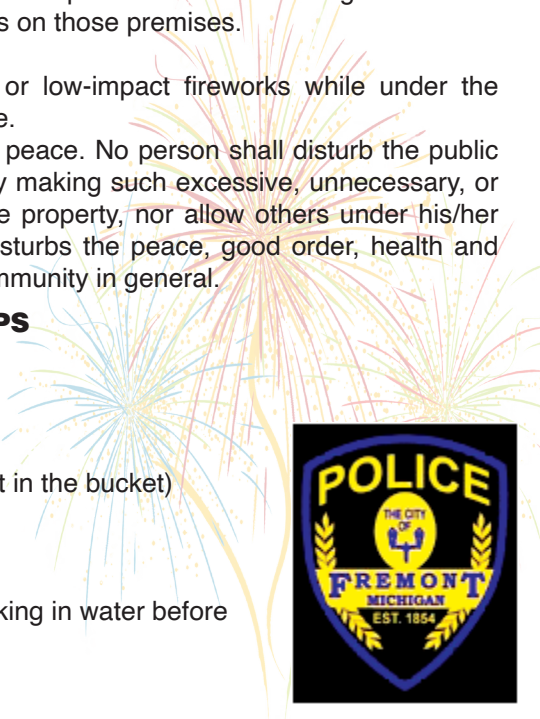 s on those premises.
or low-impact fireworks while under the
e.
peace. No person shall disturb the public
y making such excessive, unnecessary, or
e property, nor allow others under his/her
sturbs the peace, good order, health and
mmunity in general.
PS
t in the bucket)
king in water before
POLICE
THE CITY
OF
FREMONT
MICHIGAN
EST. 1854